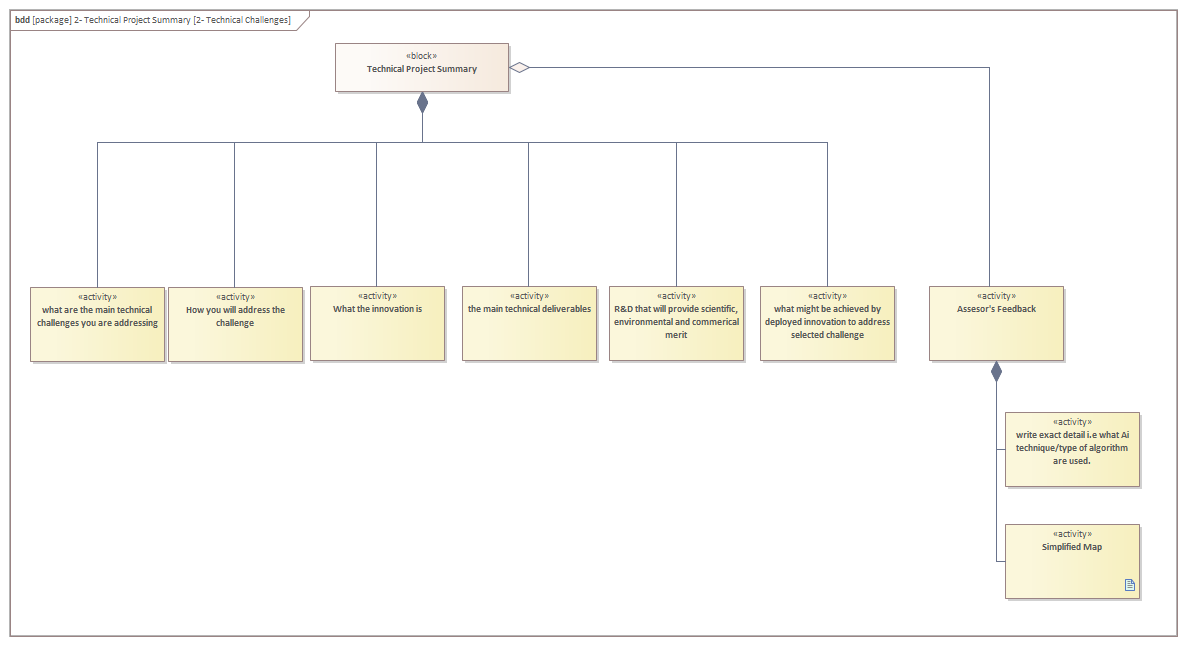 bdd [package] 2- Technical Project Summary [2- Technical Challenges]
«block»
Technical Project Summary
«activity»
what are the main technical
challenges you are addressing
«activity»
How you will address the
challenge
«activity»
What the innovation is
«activity»
the main technical deliverables
«activity»
R&D that will provide scientific,
environmental and commerical
merit
«activity»
what might be achieved by
deployed innovation to address
selected challenge
«activity»
Assesor's Feedback
«activity»
write exact detail i.e what Ai
technique/type of algorithm
are used.
«activity»
Simplified Map